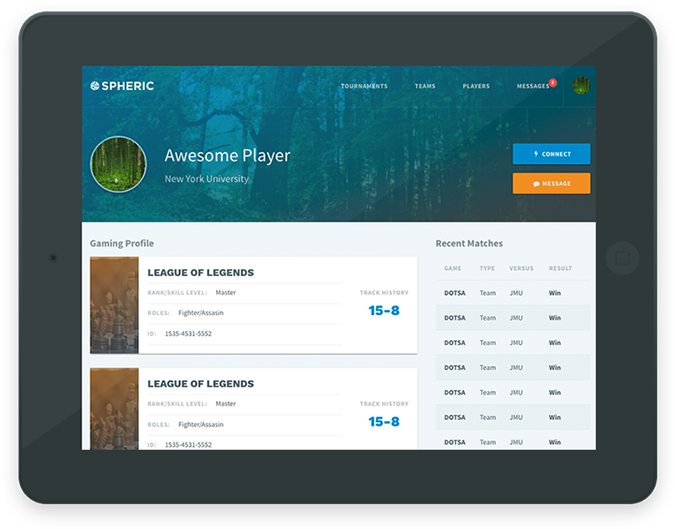 SPHERIC
TOURNAMENTS TEAMS PLAYERS MESSAGES
Awesome Player
New York University
CONNECT
MESSAGE
Gaming Profile
LEAGUE OF LEGENDS
RANK/SKILL LEVEL: Master
ROLES: Fighter/Assasin
ID: 1535-4531-5552
TRACK HISTORY
15-8
LEAGUE OF LEGENDS
RANK/SKILL LEVEL: Master
ROLES: Fighter/Assasin
ID: 1535-4531-5552
TRACK HISTORY
15-8
Recent Matches
GAME TYPE VERSUS RESULT
DOTSA Team JMU Win
DOTSA Team JMU Win
DOTSA Team JMU Win
DOTSA Team JMU Win
DOTSA Team JMU Win
DOTSA Team JMU Win
DOTSA Team JMU Win